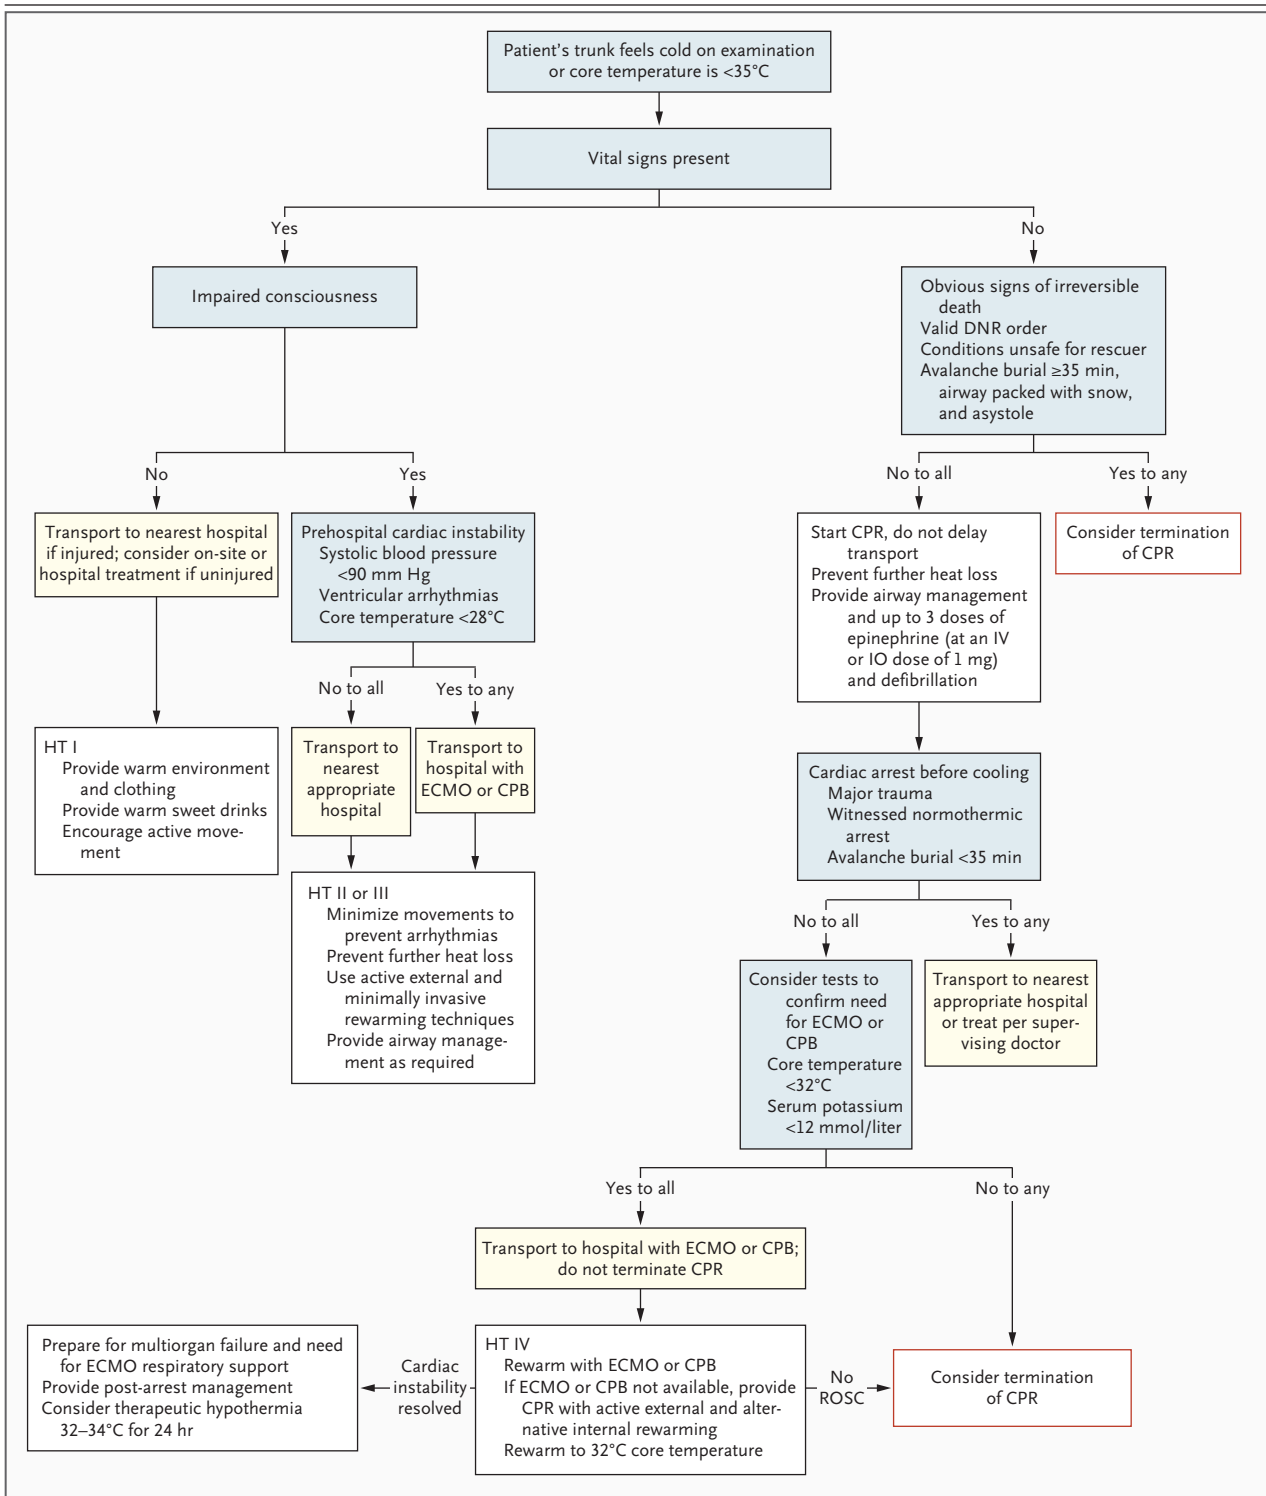 Patient's trunk feels cold on examination
or core temperature is <35°C
Vital signs present
Yes
No
Impaired consciousness
Obvious signs of irreversible
death
Valid DNR order
Conditions unsafe for rescuer
Avalanche burial ≥35 min,
airway packed with snow,
and asystole
No
Yes
No to all
Yes to any
Transport to nearest hospital
if injured; consider on-site or
hospital treatment if uninjured
Prehospital cardiac instability
Systolic blood pressure
<90 mm Hg
Ventricular arrhythmias
Core temperature <28°C
Start CPR, do not delay
transport
Prevent further heat loss
Provide airway management
and up to 3 doses of
epinephrine (at an IV
or IO dose of 1 mg)
and defibrillation
Consider termination
of CPR
No to all
Yes to any
HT I
Provide warm environment
and clothing
Provide warm sweet drinks
Encourage active move-
ment
Transport to
nearest
appropriate
hospital
Transport to
hospital with
ECMO or CPB
Cardiac arrest before cooling
Major trauma
Witnessed normothermic
arrest
Avalanche burial <35 min
HT II or III
Minimize movements to
prevent arrhythmias
Prevent further heat loss
Use active external and
minimally invasive
rewarming techniques
Provide airway manage-
ment as required
No to all
Yes to any
Consider tests to
confirm need
for ECMO or
CPB
Core temperature
<32°C
Serum potassium
<12 mmol/liter
Transport to nearest
appropriate hospital
or treat per super-
vising doctor
Yes to all
No to any
Transport to hospital with ECMO or CPB;
do not terminate CPR
Prepare for multiorgan failure and need
for ECMO respiratory support
Provide post-arrest management
Consider therapeutic hypothermia
32–34°C for 24 hr
Cardiac
instability
resolved
HT IV
Rewarm with ECMO or CPB
If ECMO or CPB not available, provide
CPR with active external and alter-
native internal rewarming
Rewarm to 32°C core temperature
No
ROSC
Consider termination
of CPR